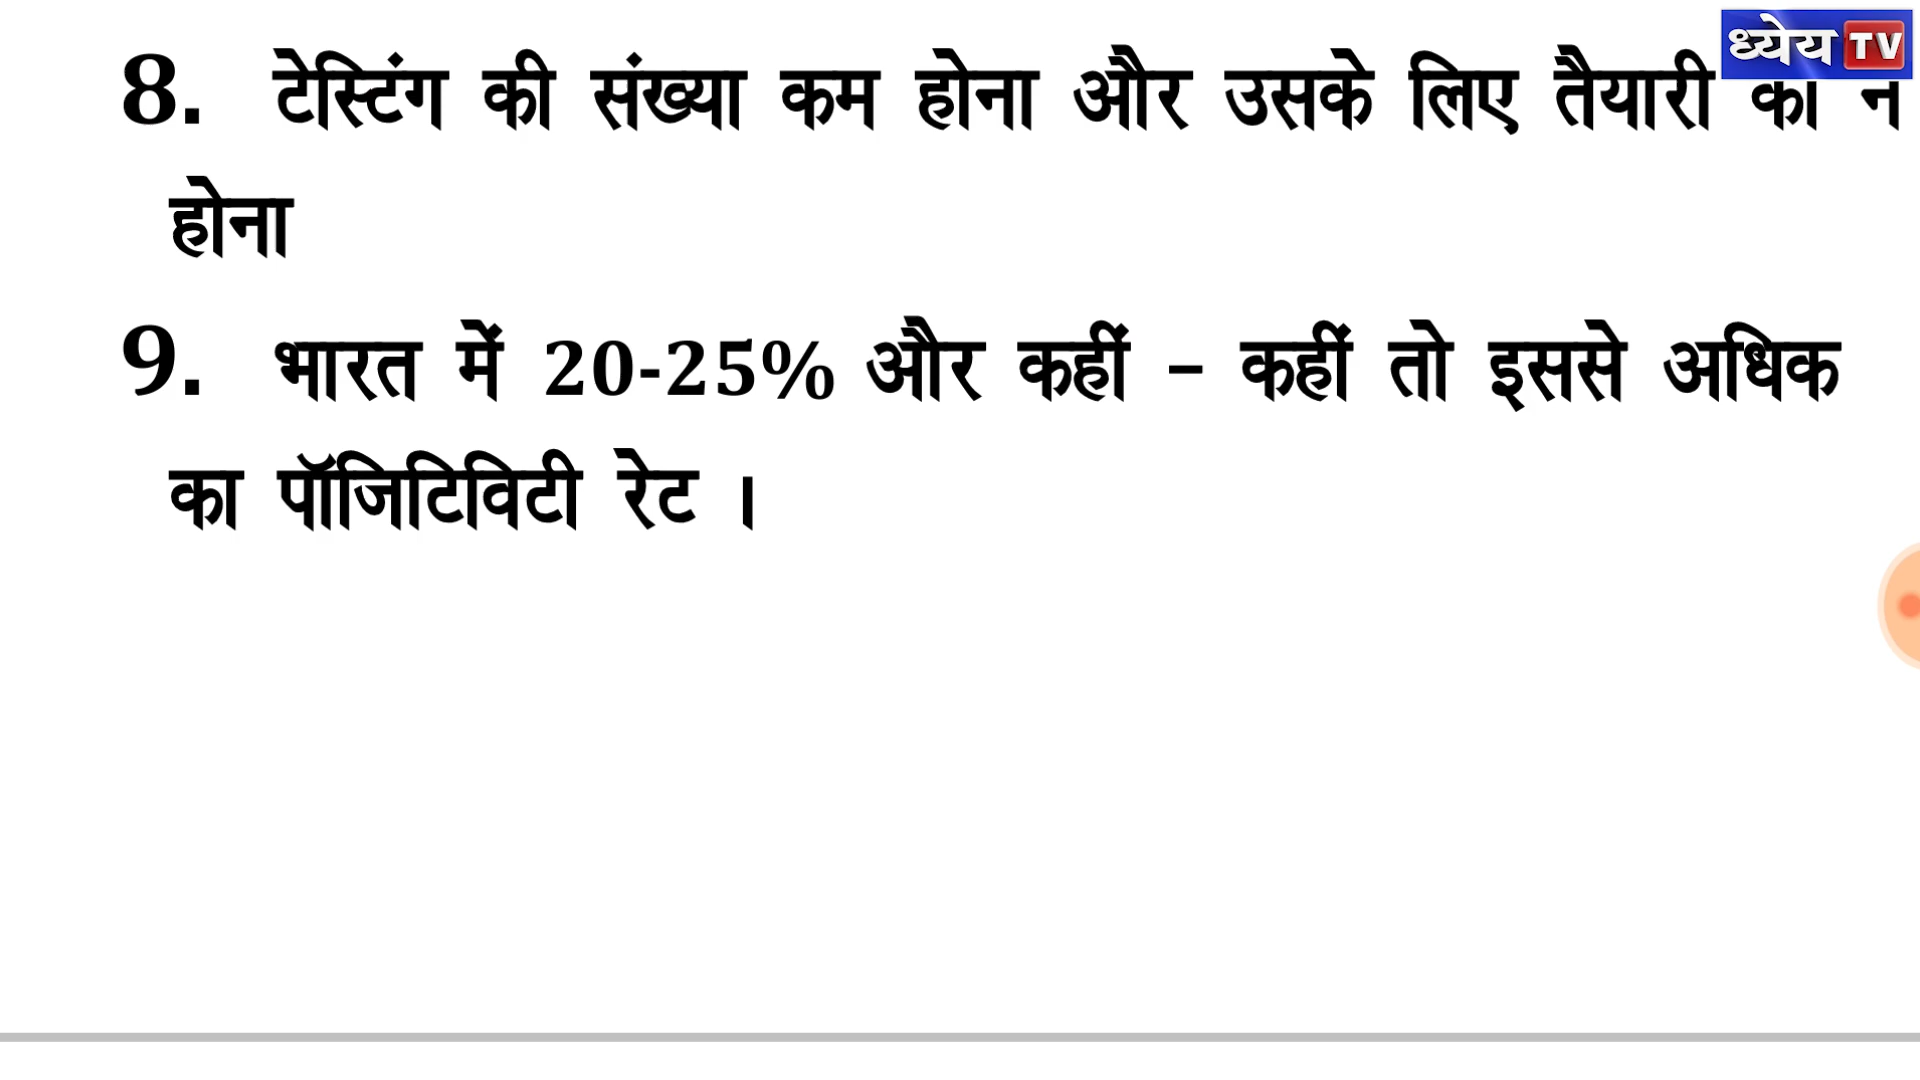 ध्येय TV
8. टेस्टिंग की संख्या कम होना और उसके लिए तैयारी का न
होना
9. भारत में 20-25% और कहीं – कहीं तो इससे अधिक
का पॉजिटिविटी रेट ।